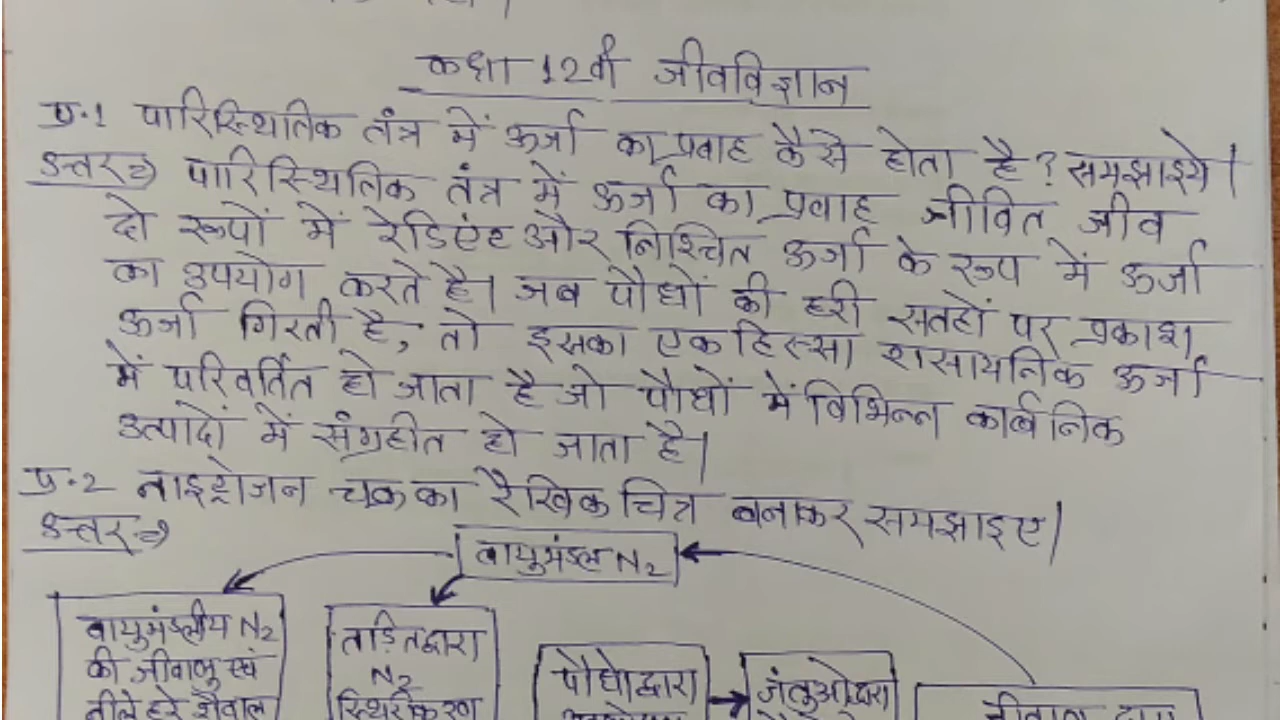 कक्षा 12वी जीवविज्ञान
प्र.1 पारिस्थितिक तंत्र में ऊर्जा का प्रवाह कैसे होता है? समझाइये।
उत्तर⇒ पारिस्थितिक तंत्र में ऊर्जा का प्रवाह जीवित जीव
दो रूपों में रेडिएंट और निश्चित ऊर्जा के रूप में ऊर्जा
का उपयोग करते है। जब पौधों की हरी सतहों पर प्रकाश
ऊर्जा गिरती है, तो इसका एक हिस्सा रासायनिक ऊर्जा
में परिवर्तित हो जाता है जो पौधों में विभिन्न कार्बनिक
उत्पादों में संग्रहीत हो जाता है।
प्र.2 नाइट्रोजन चक्र का रैखिक चित्र बनाकर समझाइए।
उत्तर⇒
वायुमंडल N2
वायुमंडलीय N2
की जीवाणु एवं
नीले हरे शैवाल
तड़ितद्वारा
N2
स्थिरीकरण
पौधोद्वारा
जंतुओद्वारा